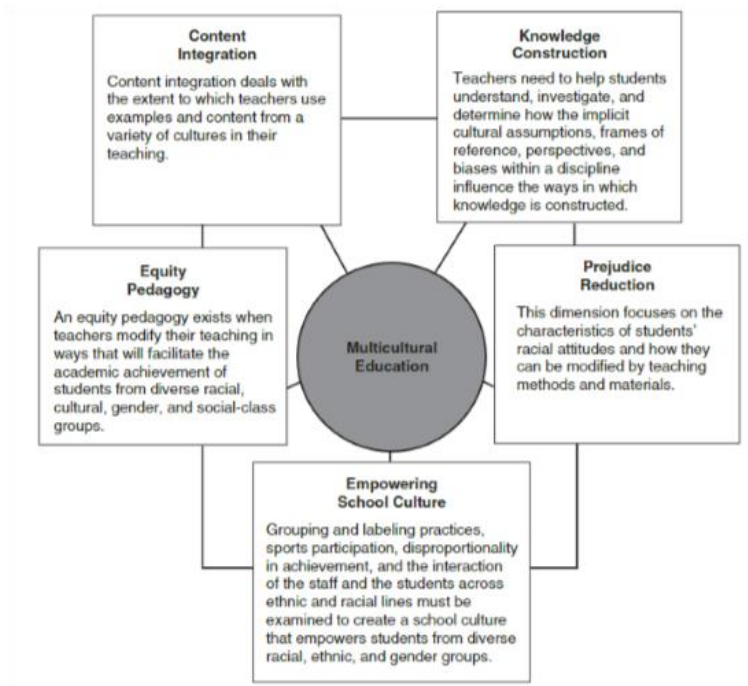 Content
Integration
Content integration deals with
the extent to which teachers use
examples and content from a
variety of cultures in their
teaching.
Knowledge
Construction
Teachers need to help students
understand, investigate, and
determine how the implicit
cultural assumptions, frames of
reference, perspectives, and
biases within a discipline
influence the ways in which
knowledge is constructed.
Equity
Pedagogy
An equity pedagogy exists when
teachers modify their teaching in
ways that will facilitate the
academic achievement of
students from diverse racial,
cultural, gender, and social-class
groups.
Multicultural
Education
Prejudice
Reduction
This dimension focuses on the
characteristics of students'
racial attitudes and how they
can be modified by teaching
methods and materials.
Empowering
School Culture
Grouping and labeling practices,
sports participation, disproportionality
in achievement, and the interaction
of the staff and the students across
ethnic and racial lines must be
examined to create a school culture
that empowers students from diverse
racial, ethnic, and gender groups.